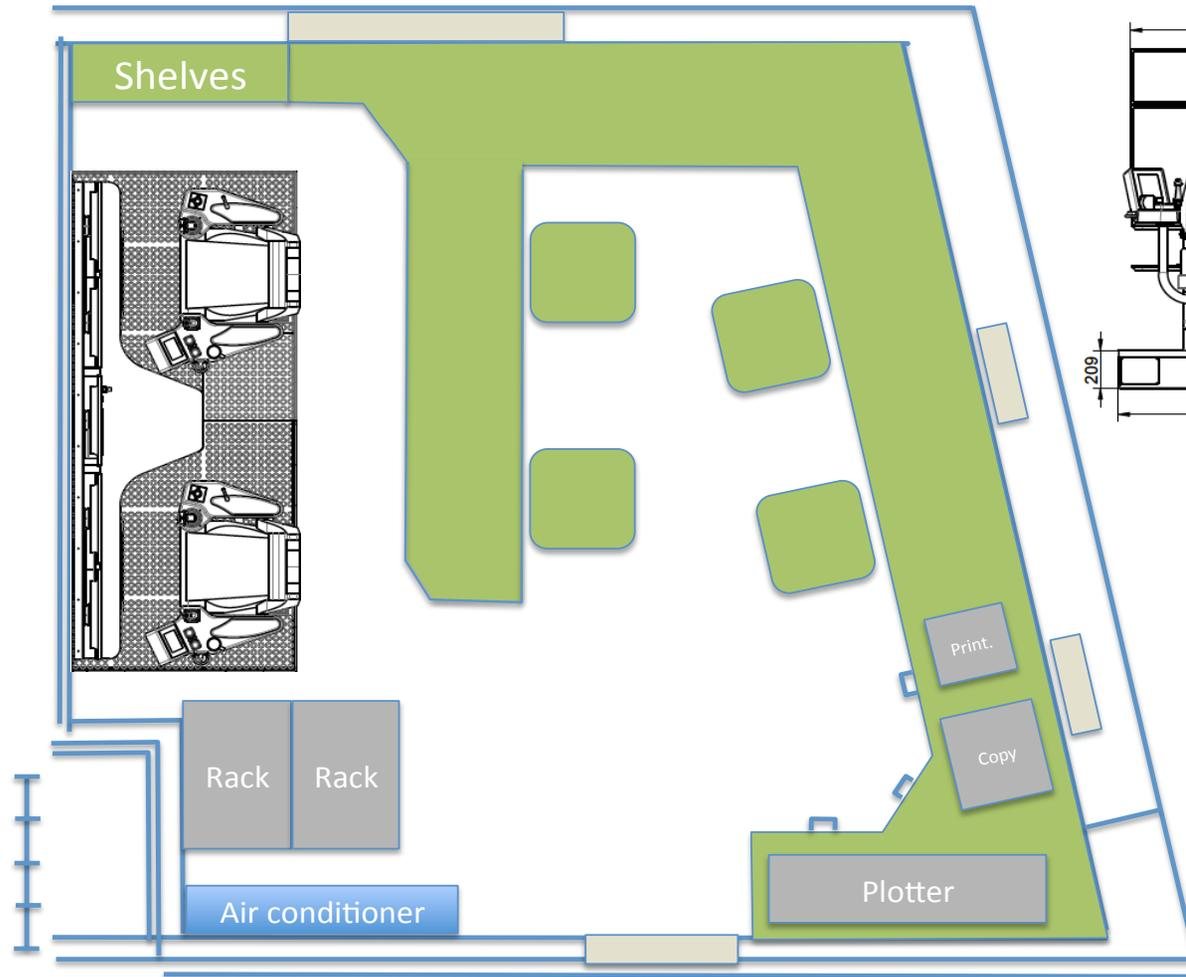 Shelves
209
Print.
Copy
Rack
Rack
Plotter
Air conditioner